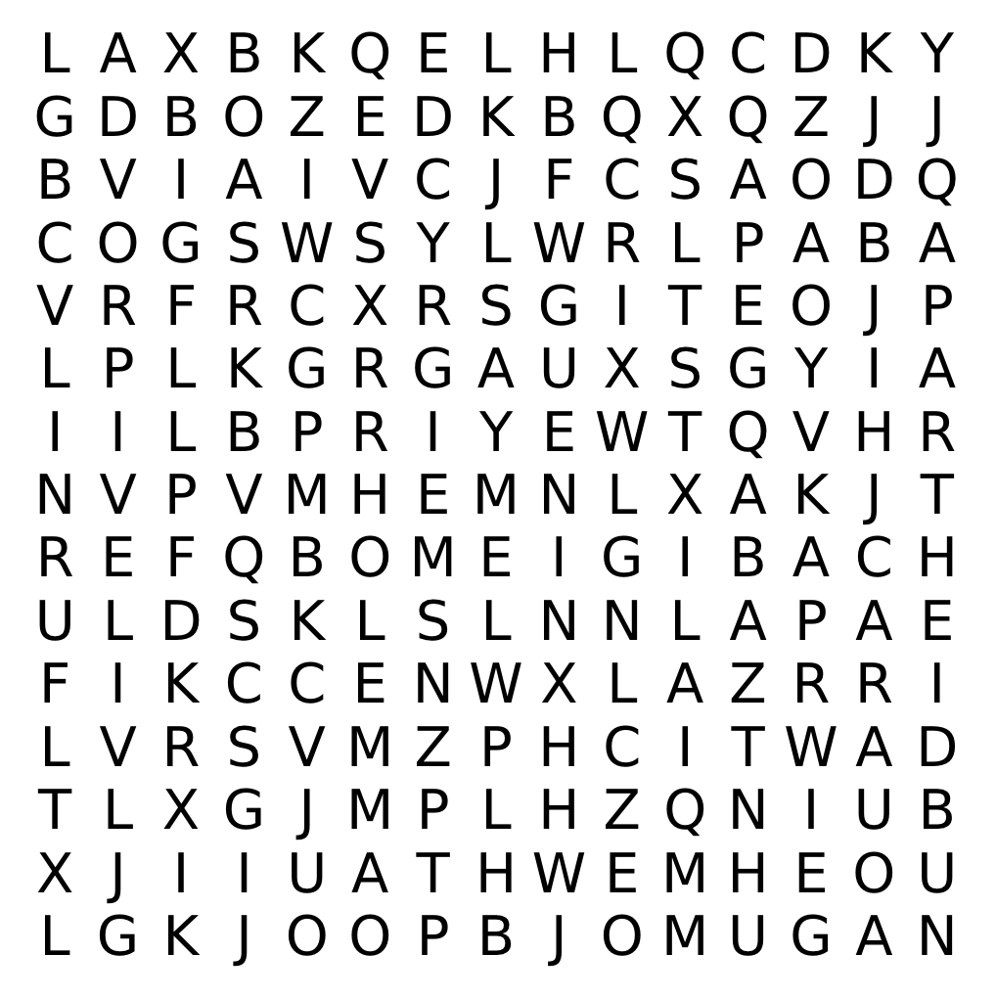 L A X B K Q E L H L Q C D K Y
G D B O Z E D K B Q X Q Z J J
B V I A I V C J F C S A O D Q
C O G S W S Y L W R L P A B A
V R F R C X R S G I T E O J P
L P L K G R G A U X S G Y I A
I I L B P R I Y E W T Q V H R
N V P V M H E M N L X A K J T
R E F Q B O M E I G I B A C H
U L D S K L S L N N L A P A E
F I K C C E N W X L A Z R R I
L V R S V M Z P H C I T W A D
T L X G J M P L H Z Q N I U B
X J I I U A T H W E M H E O U
L G K J O O P B J O M U G A N